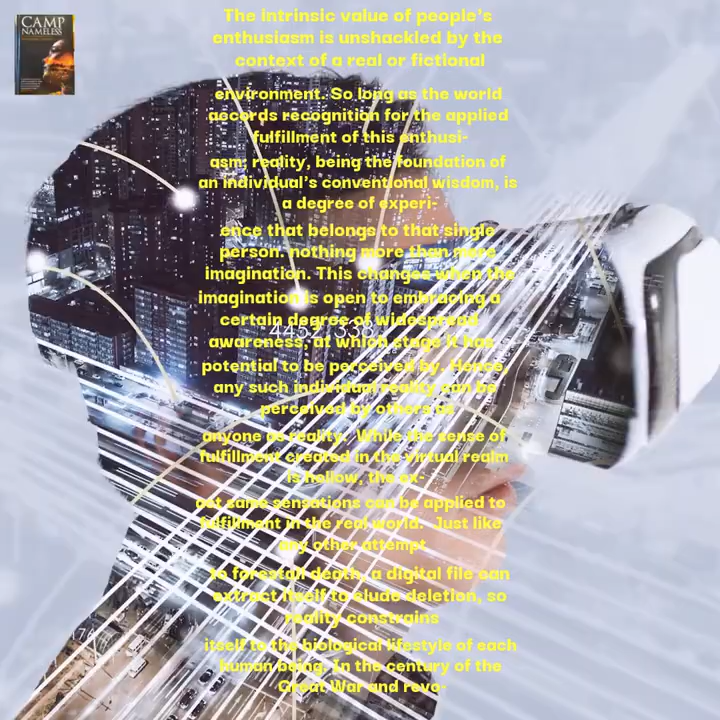 CAMP
NAMELESS
The intrinsic value of people's
enthusiasm is unshackled by the
context of a real or fictional
environment. So long as the world
accords recognition for the applied
fulfillment of this enthusi-
asm; reality, being the foundation of
an individual's conventional wisdom, is
a degree of experi-
ence that belongs to that single
person. nothing more than mere
imagination. This changes when the
imagination is open to embracing a
certain degree of widespread
awareness, at which stage it has
potential to be perceived by. Hence,
any such individual reality can be
perceived by others as
anyone as reality. While the sense of
fulfillment created in the virtual realm
is hollow, the ex-
act same sensations can be applied to
fulfillment in the real world. Just like
any other attempt
to forestall death, a digital file can
extract itself to elude deletion, so
reality constrains
itself to the biological lifestyle of each
human being. In the century of the
Great War and revo-